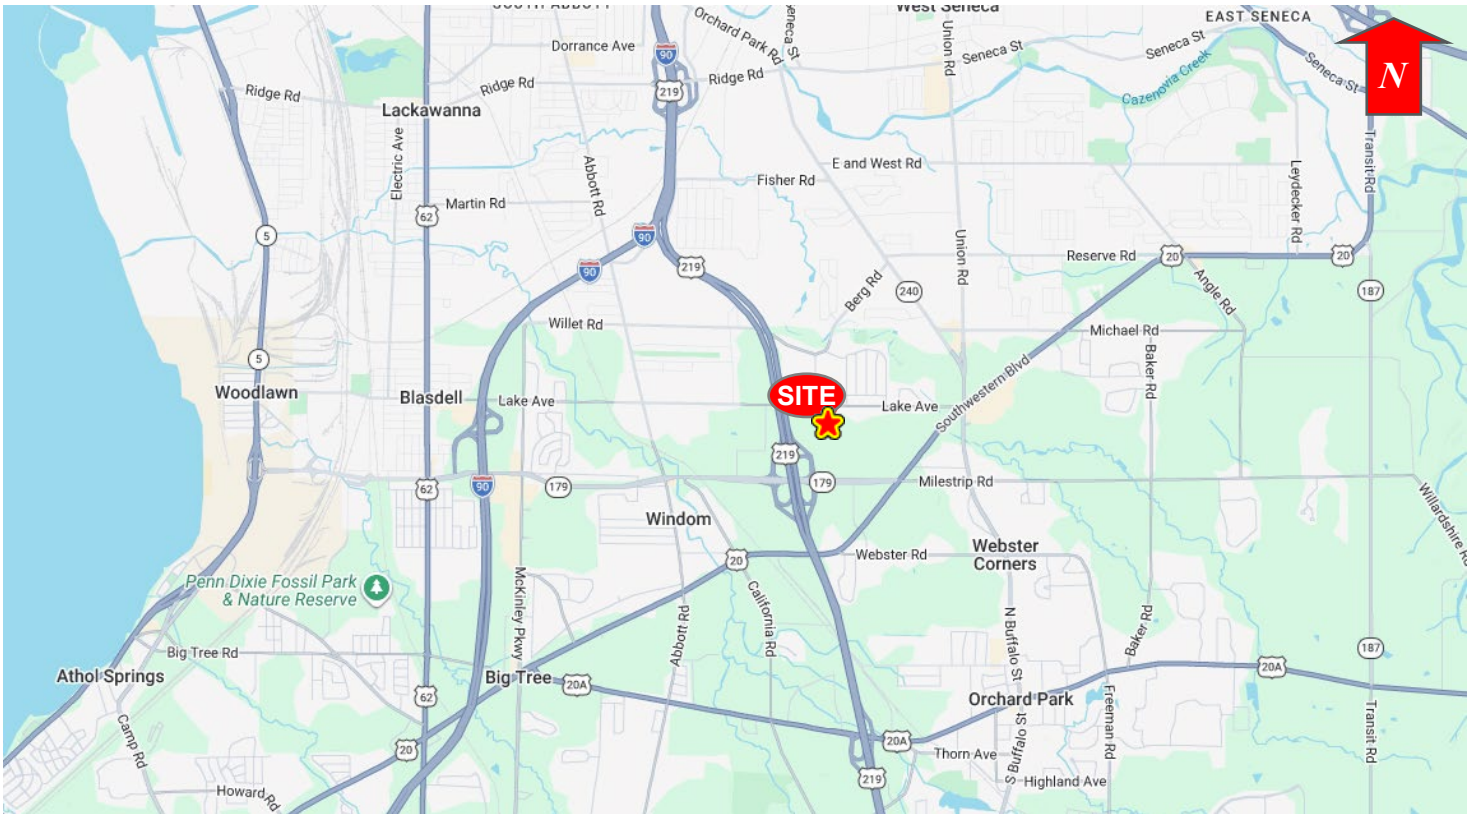 SOUTH ABBOTT
West Seneca
EAST SENECA
Orchard Park Rd
Seneca St
Union Rd
Seneca St
Seneca St
Seneca St
N
Dorrance Ave
90
219
Ridge Rd
Ridge Rd
Ridge Rd
Cazenovia Creek
Lackawanna
Electric Ave
Abbott Rd
E and West Rd
Fisher Rd
Leydecker Rd
Transit Rd
Martin Rd
62
5
90
90
219
Union Rd
Reserve Rd
20
20
Angle Rd
187
Berg Rd
240
Willet Rd
Michael Rd
Baker Rd
5
Woodlawn
Blasdell
Lake Ave
SITE
Lake Ave
Southwestern Blvd
219
62
90
179
179
Milestrip Rd
Willardshire Rd
Windom
20
Webster Rd
Webster
Corners
Penn Dixie Fossil Park
& Nature Reserve
McKinley Pkwy
California Rd
Abbott Rd
N Buffalo St
Baker Rd
187
Big Tree Rd
Athol Springs
Big Tree
20A
20A
62
Orchard Park
Freeman Rd
Transit Rd
Camp Rd
20
20A
Thorn Ave
S Buffalo St
Highland Ave
219
Howard Rd